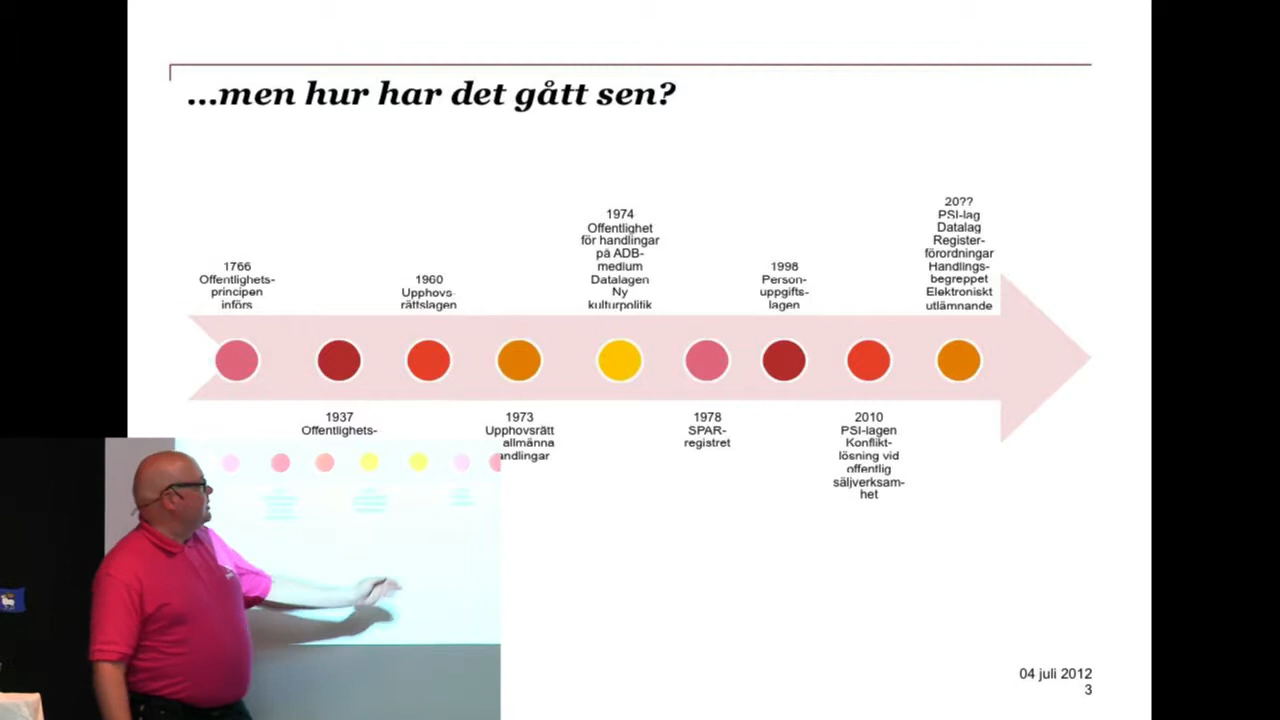 ...men hur har det gått sen?
1766
Offentlighets-
principen
införs
1937
Offentlighets-
1960
Upphovs-
rättslagen
1973
Upphovsrätt
allmänna
andlingar
1974
Offentlighet
för handlingar
på ADB-
medium
Datalagen
Ny
kulturpolitik
1978
SPAR-
registret
1998
Person-
uppgifts-
lagen
2010
PSI-lagen
Konflikt-
lösning vid
offentlig
säljverksam-
het
20??
PSI-lag
Datalag
Register-
förordningar
Handlings-
begreppet
Elektroniskt
utlämnande
04 juli 2012
3